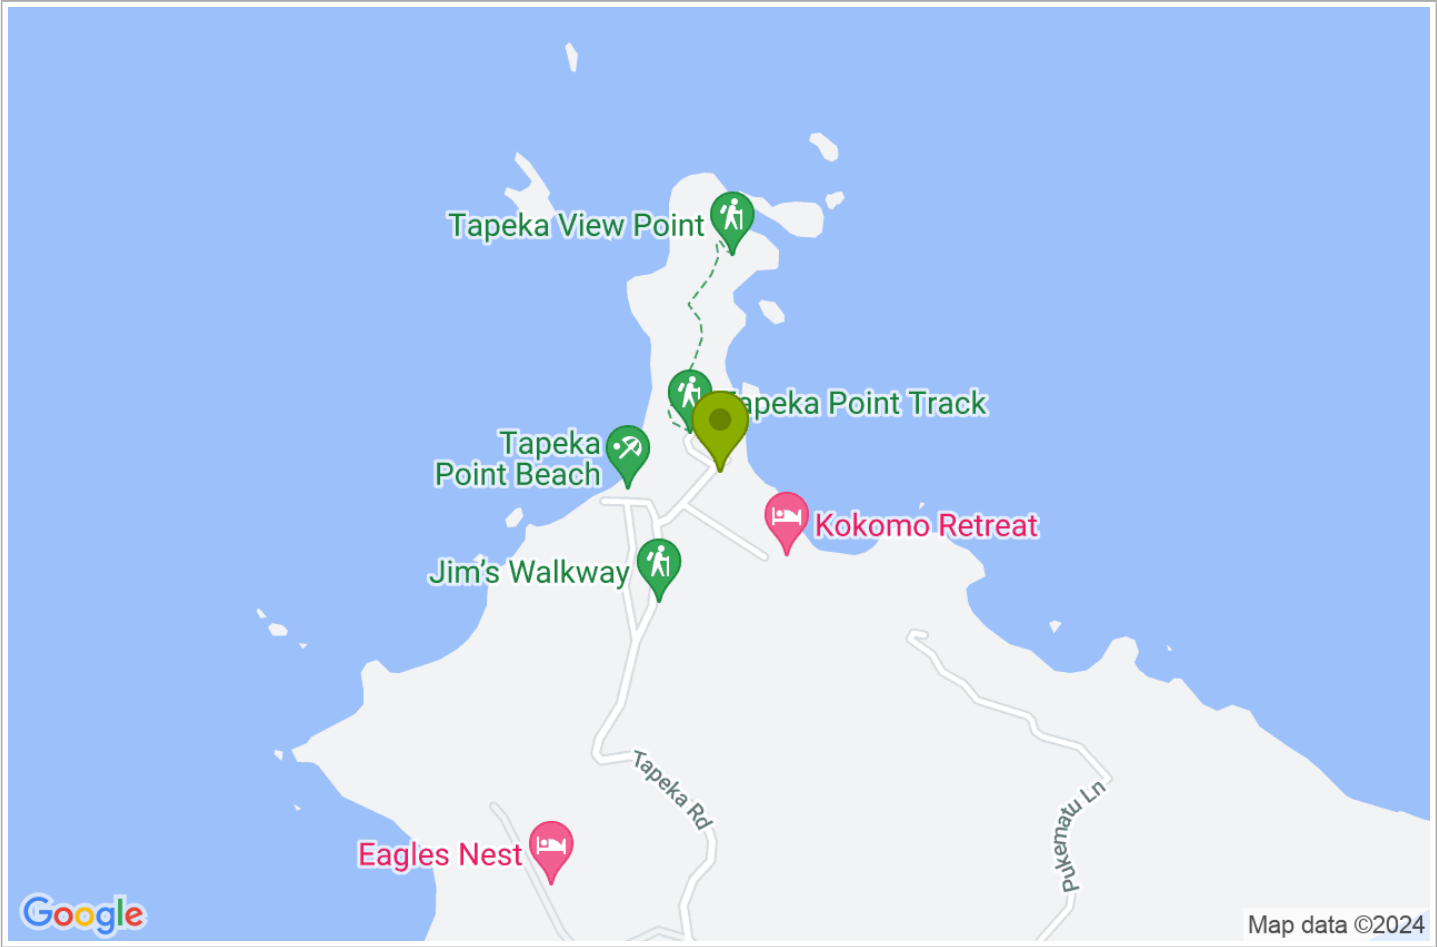 Tapeka View Point
Tapeka Point Track
Tapeka
Point Beach
Kokomo Retreat
Jim's Walkway
Tapeka Rd
Pukematu Ln
Eagles Nest
Google
Map data ©2024